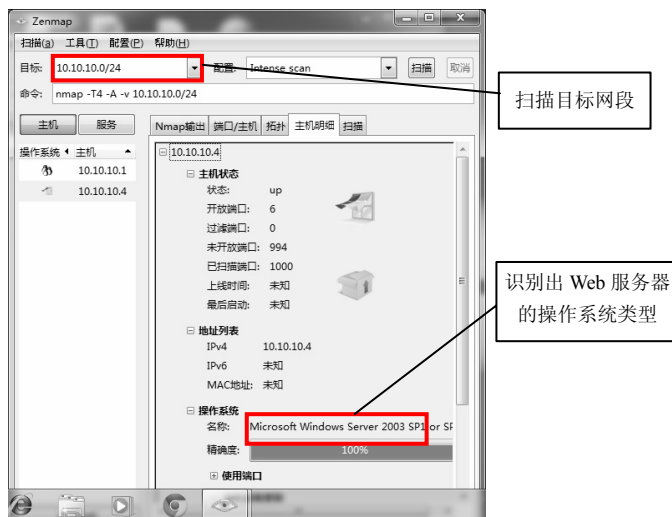 Zenmap
扫描(a) 工具(T) 配置(P) 帮助(H)
目标: 10.10.10.0/24 配置: Intense scan 扫描 取消
命令: nmap -T4 -A -v 10.10.10.0/24
主机 服务
Nmap输出 端口/主机 拓扑 主机明细 扫描
操作系统 主机
10.10.10.1
10.10.10.4
10.10.10.4
主机状态
状态: up
开放端口: 6
过滤端口: 0
未开放端口: 994
已扫描端口: 1000
上线时间: 未知
最后启动: 未知
地址列表
IPv4 10.10.10.4
IPv6 未知
MAC地址: 未知
操作系统
名称: Microsoft Windows Server 2003 SP1 or SP
精确度: 100%
使用端口
扫描目标网段
识别出 Web 服务器
的操作系统类型